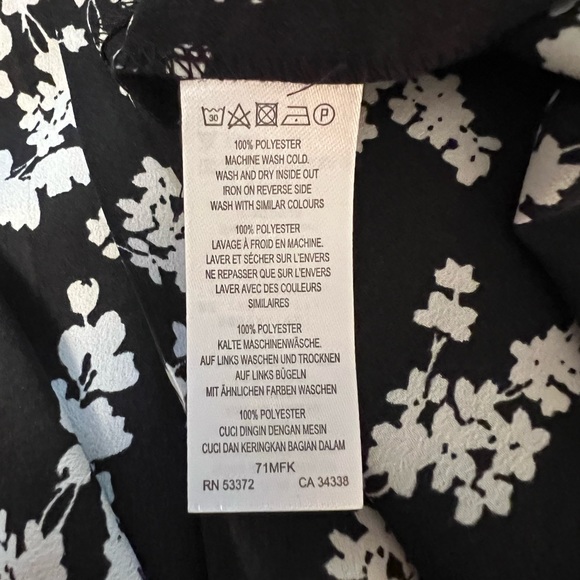 30 P
100% POLYESTER
MACHINE WASH COLD.
WASH AND DRY INSIDE OUT
IRON ON REVERSE SIDE
WASH WITH SIMILAR COLOURS
100% POLYESTER
LAVAGE À FROID EN MACHINE.
LAVER ET SÉCHER SUR L'ENVERS
NE REPASSER QUE SUR L'ENVERS
LAVER AVEC DES COULEURS
SIMILAIRES
100% POLYESTER
KALTE MASCHINENWÄSCHE.
AUF LINKS WASCHEN UND TROCKNEN
AUF LINKS BÜGELN
MIT ÄHNLICHEN FARBEN WASCHEN
100% POLYESTER
CUCI DINGIN DENGAN MESIN
CUCI DAN KERINGKAN BAGIAN DALAM
71MFK
RN 53372 CA 34338